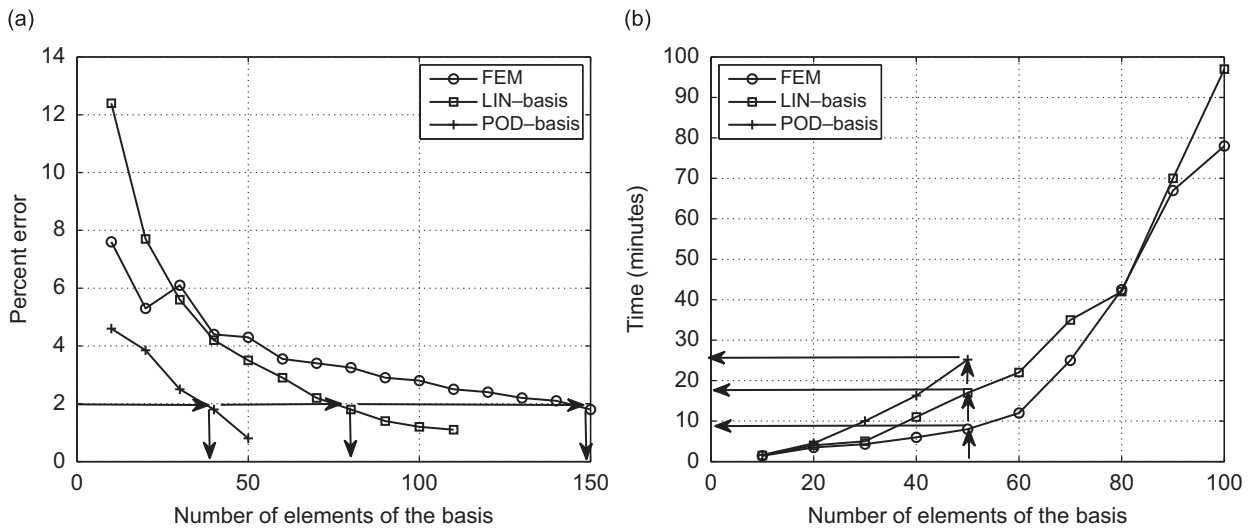 (a)
14
12
10
8
6
4
2
0
0
50
100
150
Percent error
Number of elements of the basis
FEM
LIN–basis
POD–basis
(b)
100
90
80
70
60
50
40
30
20
10
0
0
20
40
60
80
100
Time (minutes)
Number of elements of the basis
FEM
LIN–basis
POD–basis